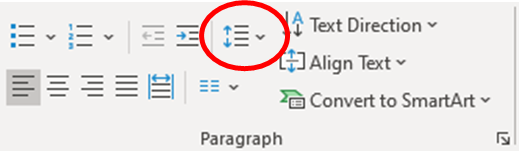 Text Direction
Align Text
Convert to SmartArt
Paragraph